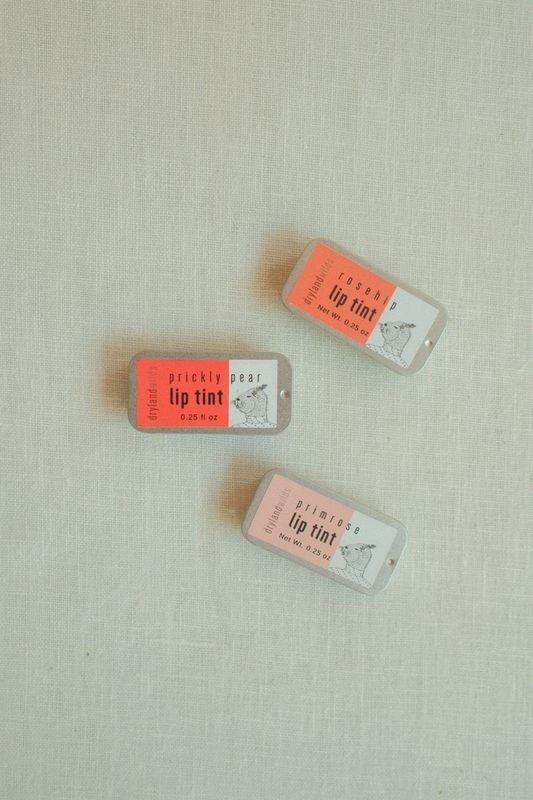 drylandwilds
rosehip
lip tint
Net Wt. 0.25 oz
drylandwilds
prickly pear
lip tint
0.25 fl oz
drylandwilds
primrose
lip tint
Net Wt. 0.25 oz